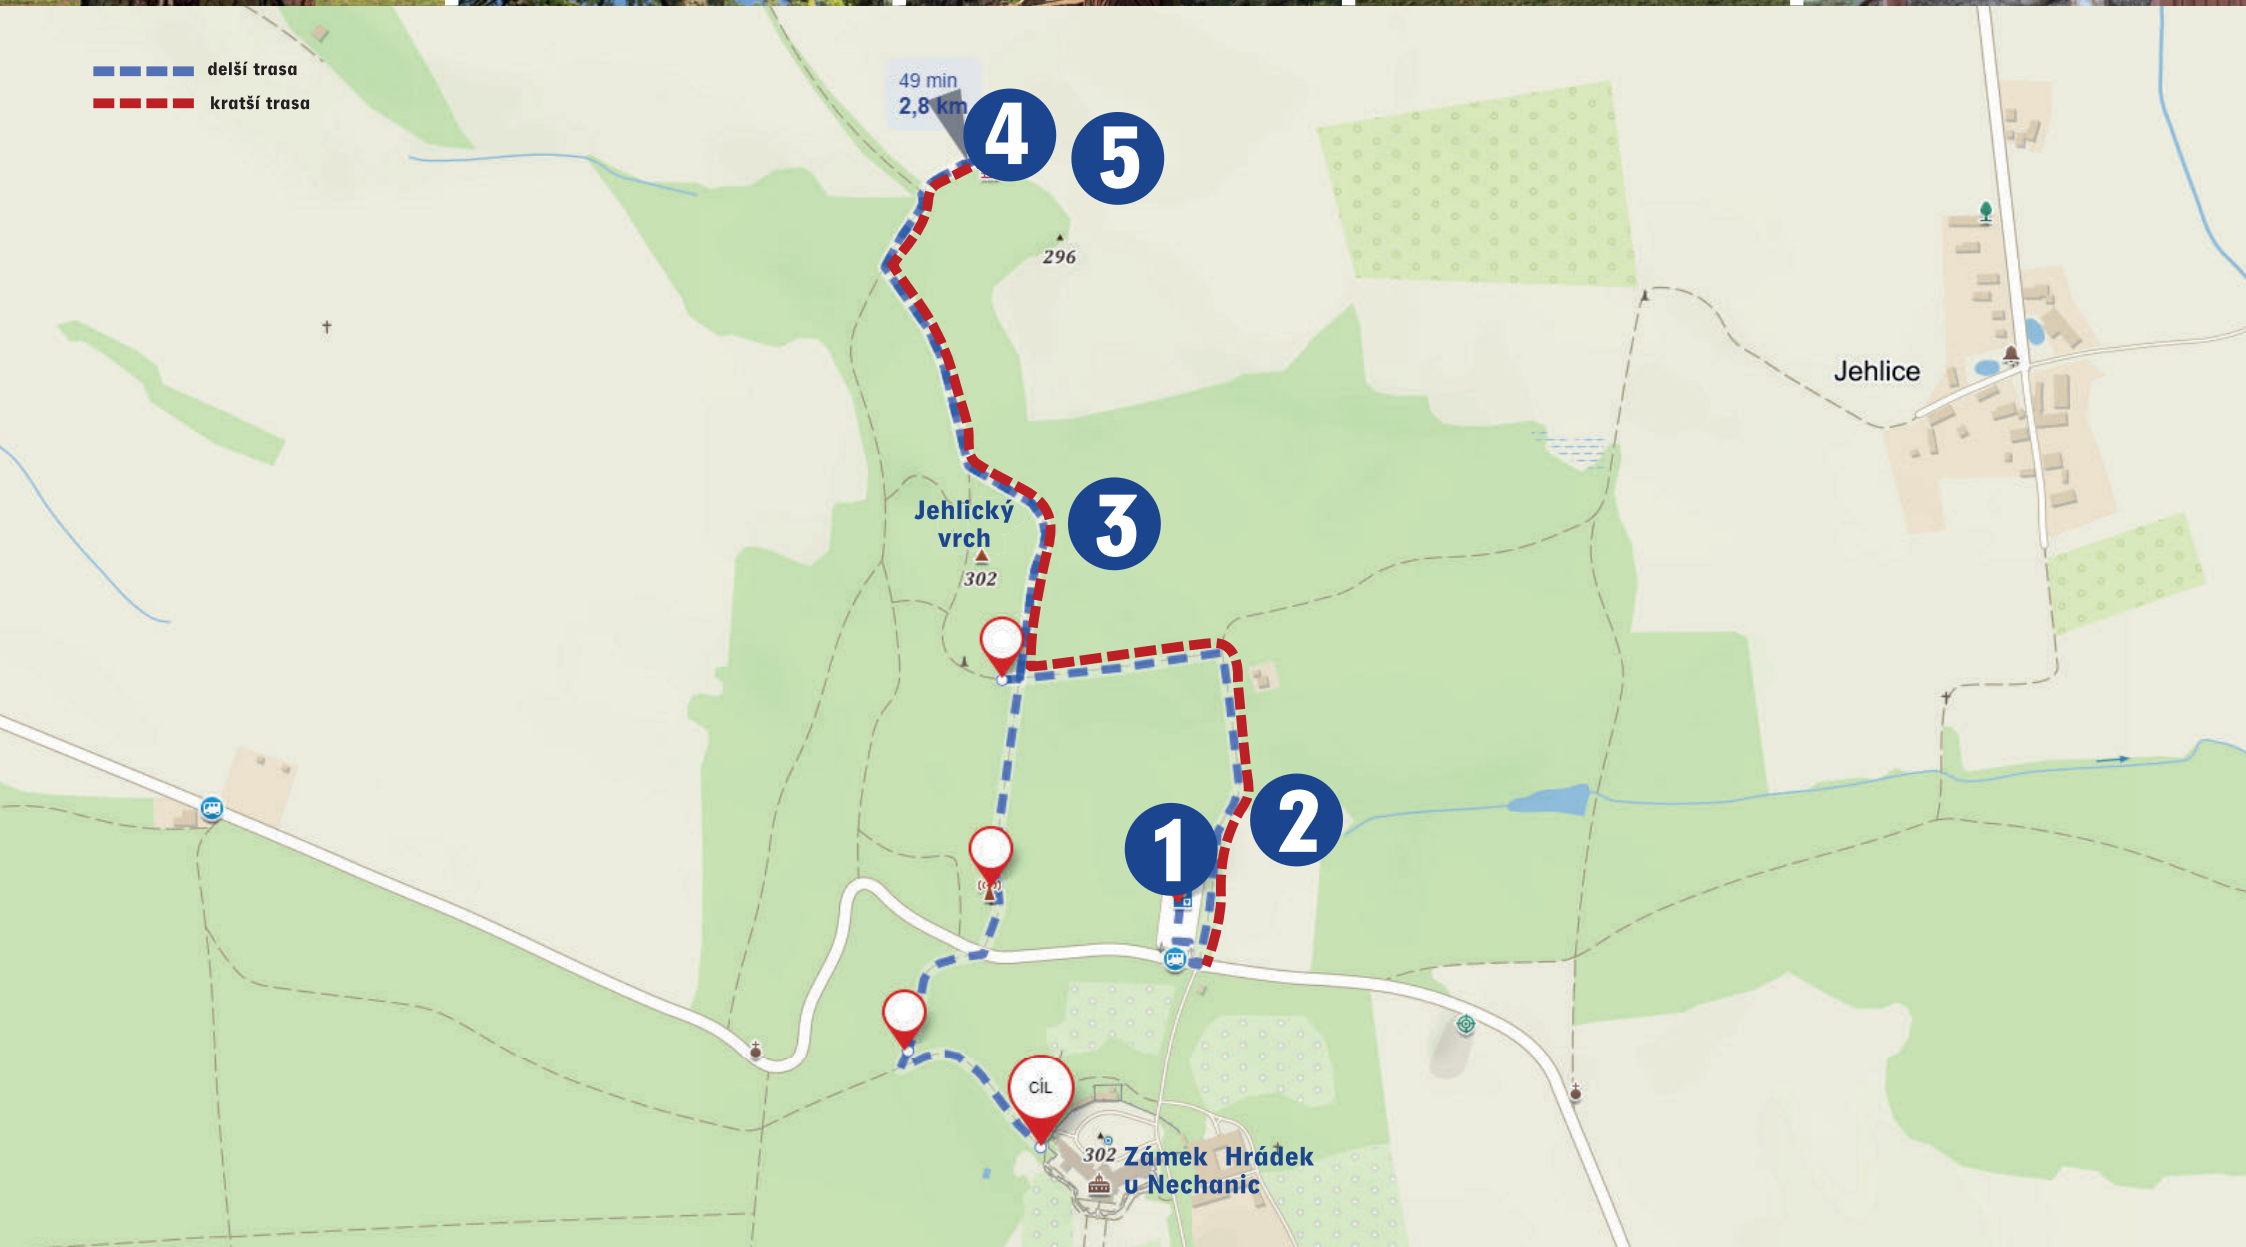 delší trasa
kratší trasa
49 min
2,8 km
4
5
296
Jehlice
Jehlický
vrch
302
3
2
1
CÍL
302
Zámek Hrádek
u Nechanic